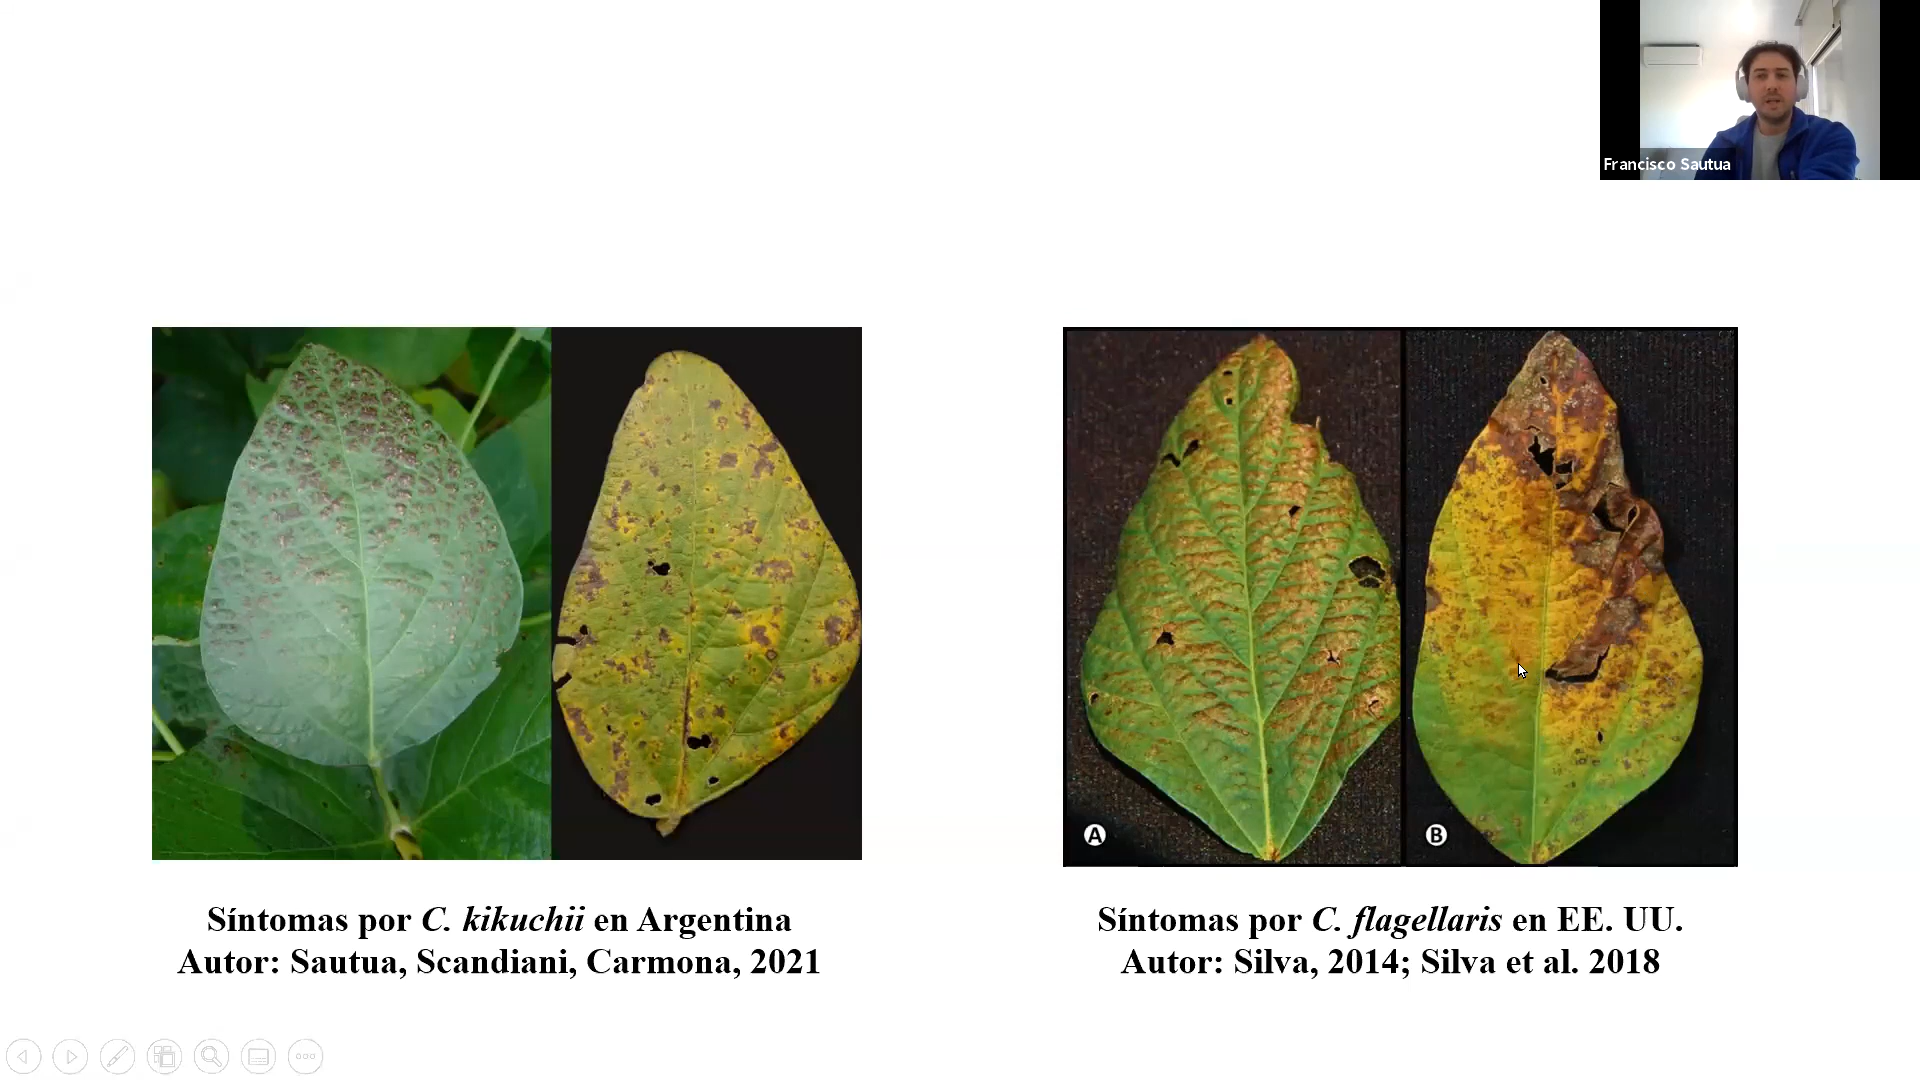 Francisco Sautua
A
B
Síntomas por C. kikuchii en Argentina
Autor: Sautua, Scandiani, Carmona, 2021
Síntomas por C. flagellaris en EE. UU.
Autor: Silva, 2014; Silva et al. 2018